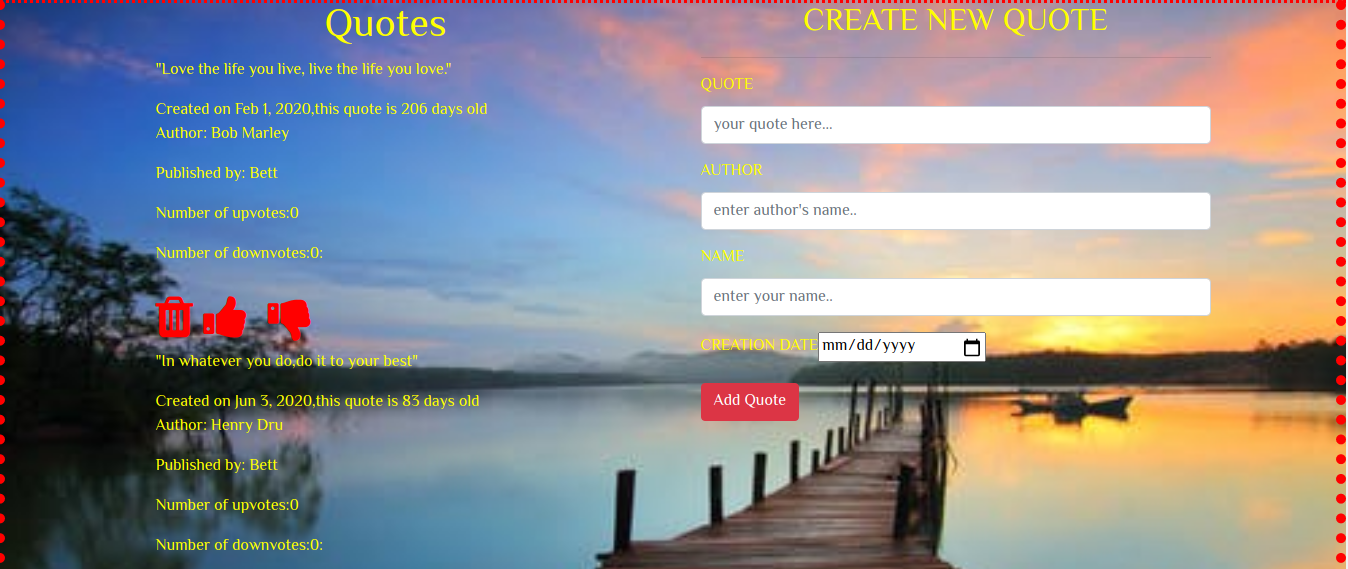 Quotes
"Love the life you live, live the life you love."
Created on Feb 1, 2020,this quote is 206 days old
Author: Bob Marley
Published by: Bett
Number of upvotes:0
Number of downvotes:0:
"In whatever you do,do it to your best"
Created on Jun 3, 2020,this quote is 83 days old
Author: Henry Dru
Published by: Bett
Number of upvotes:0
Number of downvotes:0:
CREATE NEW QUOTE
QUOTE
your quote here...
AUTHOR
enter author's name..
NAME
enter your name..
CREATION DATE mm/dd/yyyy
Add Quote